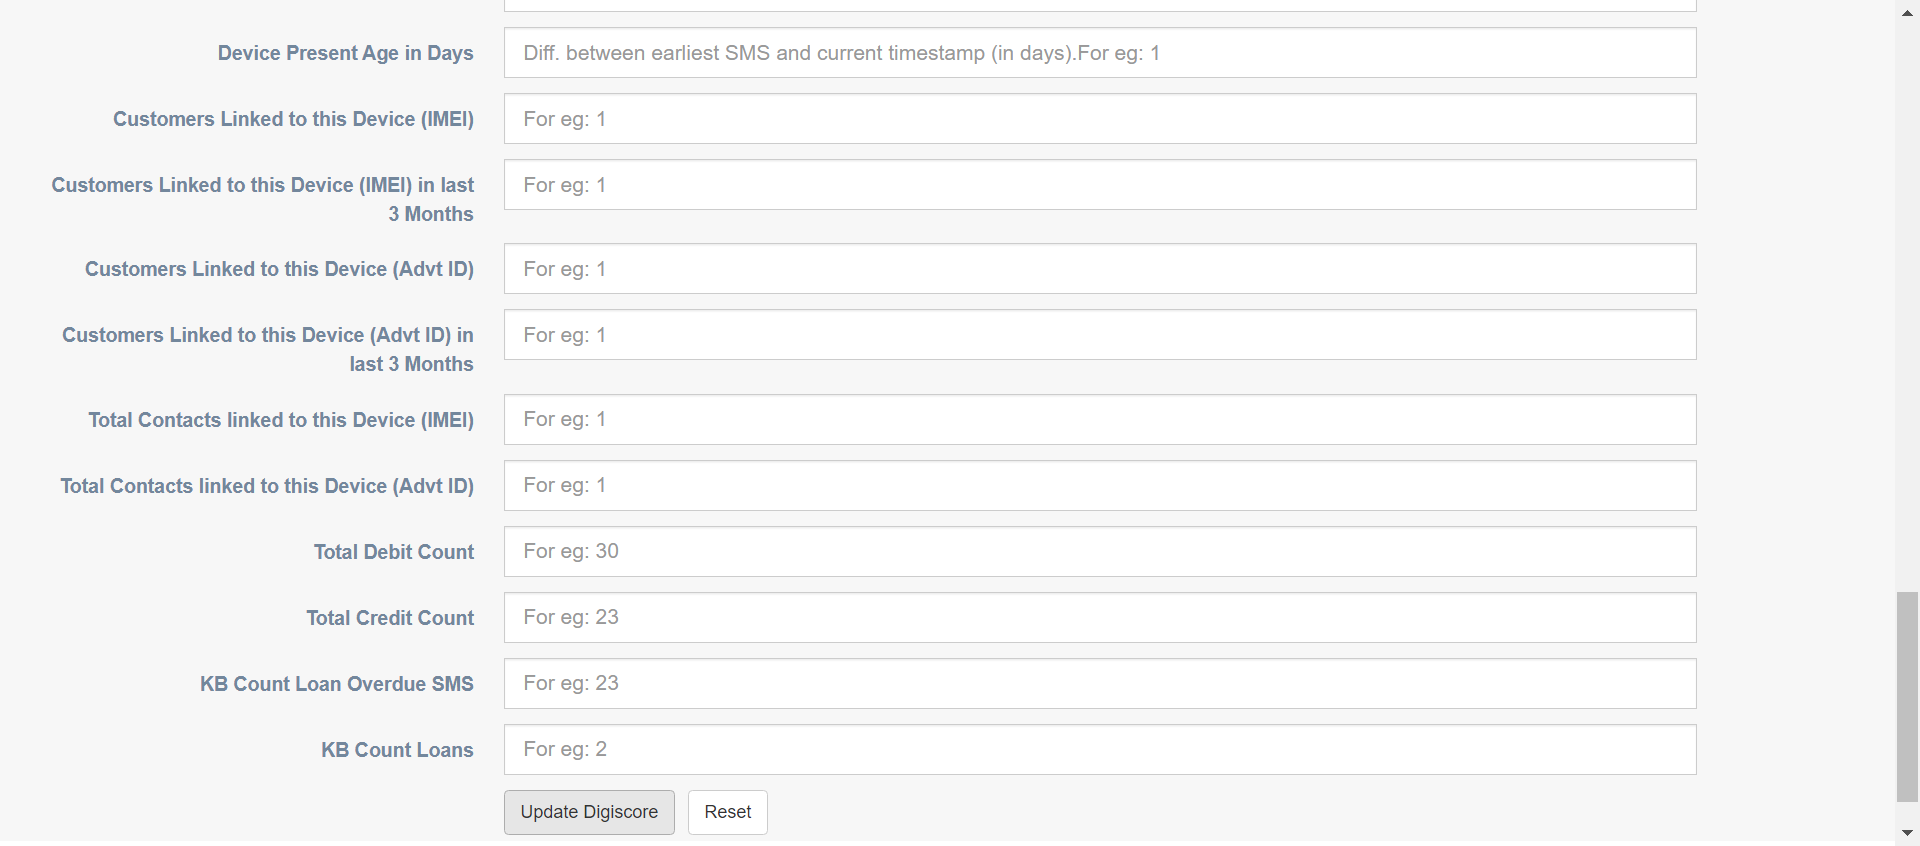 Device Present Age in Days
Diff. between earliest SMS and current timestamp (in days).For eg: 1
Customers Linked to this Device (IMEI)
For eg: 1
Customers Linked to this Device (IMEI) in last
3 Months
For eg: 1
Customers Linked to this Device (Advt ID)
For eg: 1
Customers Linked to this Device (Advt ID) in
last 3 Months
For eg: 1
Total Contacts linked to this Device (IMEI)
For eg: 1
Total Contacts linked to this Device (Advt ID)
For eg: 1
Total Debit Count
For eg: 30
Total Credit Count
For eg: 23
KB Count Loan Overdue SMS
For eg: 23
KB Count Loans
For eg: 2
Update Digiscore
Reset